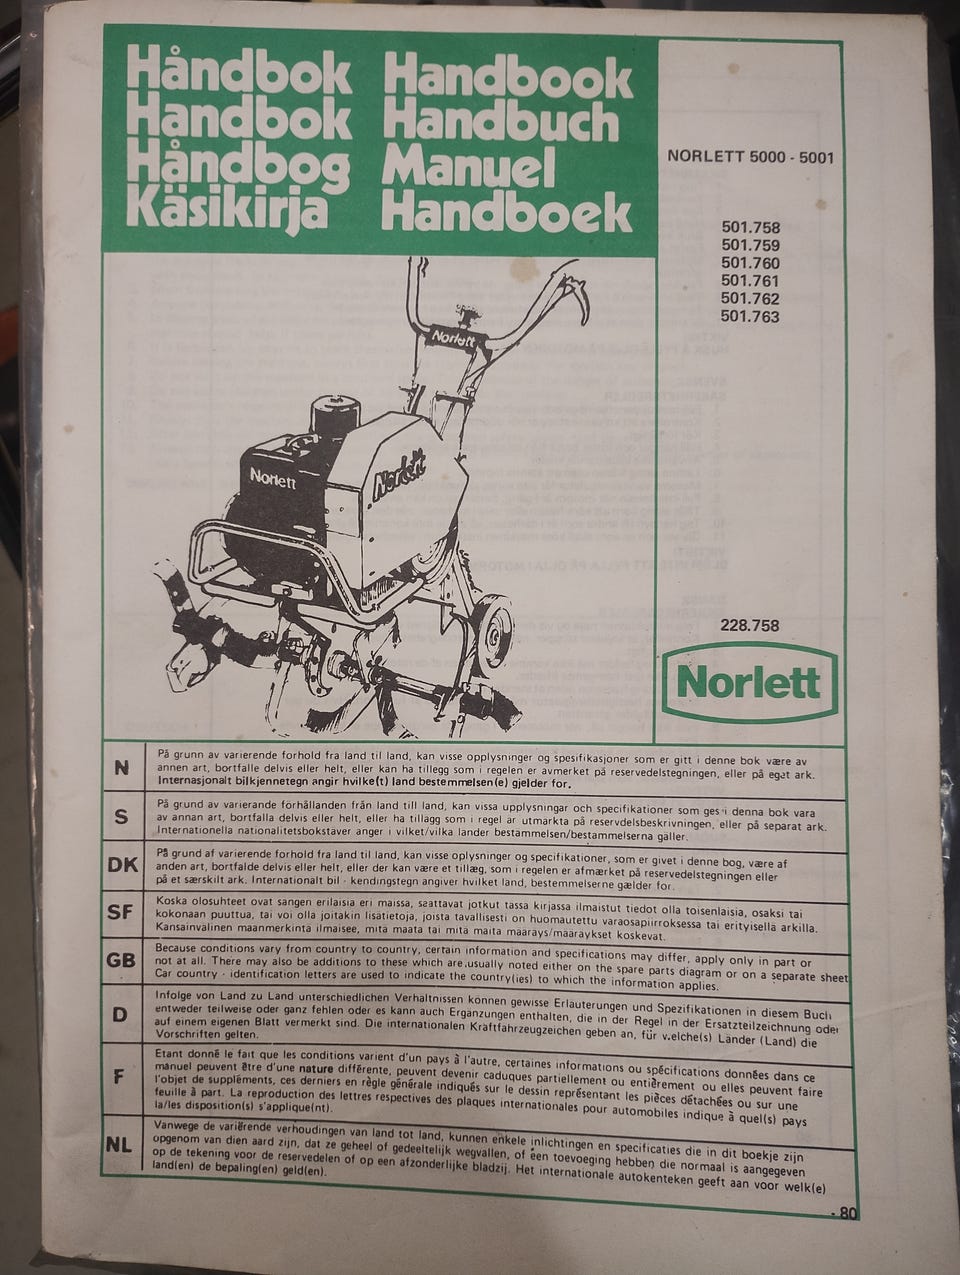 Håndbok
Handbok
Håndbog
Käsikirja
Handbook
Handbuch
Manuel
Handboek
NORLETT 5000 - 5001
501.758
501.759
501.760
501.761
501.762
501.763
Norlett
Norlett
Norlett
228.758
Norlett
N
På grunn av varierende forhold fra land til land, kan visse opplysninger og spesifikasjoner som er gitt i denne bok være av
annen art, bortfalle delvis eller helt, eller kan ha tillegg som i regelen er avmerket på reservedelstegningen, eller på eget ark.
Internasjonalt bilkjennetegn angir hvilke(t) land bestemmelsen(e) gjelder for.
S
På grund av varierande förhållanden från land till land, kan vissa upplysningar och specifikationer som ges i denna bok vara
av annan art, bortfalla delvis eller helt, eller ha tillägg som i regel är utmärkta på reservdelsbeskrivningen, eller på separat ark.
Internationella nationalitetsbokstäver anger i vilket/vilka länder bestämmelsen/bestämmelserna gäller.
DK
På grund af varierende forhold fra land til land, kan visse oplysninger og specifikationer, som er givet i denne bog, være af
anden art, bortfalde delvis eller helt, eller der kan være et tillæg, som i regelen er afmærket på reservedelstegningen eller
på et særskilt ark. Internationalt bil - kendingstegn angiver hvilket land, bestemmelserne gælder for.
SF
Koska olosuhteet ovat sangen erilaisia eri maissa, seattavat jotkut tässä kirjassa ilmaistut tiedot olla toisenlaisia, osaksi tai
kokonaan puuttua, tai voi olla joitakin lisätietoja, joista tavallisesti on huomautettu varaosapiirroksessa tai erityisellä arkilla.
Kansainvälinen maanmerkintä ilmaisee, mitä maata tai mitä maita määräys/määräykset koskevat.
GB
Because conditions vary from country to country, certain information and specifications may differ, apply only in part or
not at all. There may also be additions to these which are usually noted either on the spare parts diagram or on a separate sheet
Car country - identification letters are used to indicate the country(ies) to which the information applies.
D
Infolge von Land zu Land unterschiedlichen Verhältnissen können gewisse Erläuterungen und Spezifikationen in diesem Buch
entweder teilweise oder ganz fehlen oder es kann auch Ergänzungen enthalten, die in der Regel in der Ersatzteilzeichnung oder
auf einem eigenen Blatt vermerkt sind. Die internationalen Kraftfahrzeugzeichen geben an, für welche(s) Länder (Land) die
Vorschriften gelten.
F
Etant donné le fait que les conditions varient d'un pays à l'autre, certaines informations ou spécifications données dans ce
manuel peuvent être d'une nature différente, peuvent devenir caduques partiellement ou entièrement ou elles peuvent faire
l'objet de suppléments, ces derniers en règle générale indiqués sur le dessin représentant les pièces détachées ou sur une
feuille à part. La reproduction des lettres respectives des plaques internationales pour automobiles indique à quel(s) pays
la/les disposition(s) s'applique(nt).
NL
Vanwege de variërende verhoudingen van land tot land, kunnen enkele inlichtingen en specificaties die in dit boekje zijn
opgenom van dien aard zijn, dat ze geheel of gedeeltelijk wegvallen, of een toevoeging hebben die normaal is aangegeven
op de tekening voor de reservedelen of op een afzonderlijke bladzij. Het internationale autokenteken geeft aan voor welk(e)
land(en) de bepaling(en) geld(en).
- 80